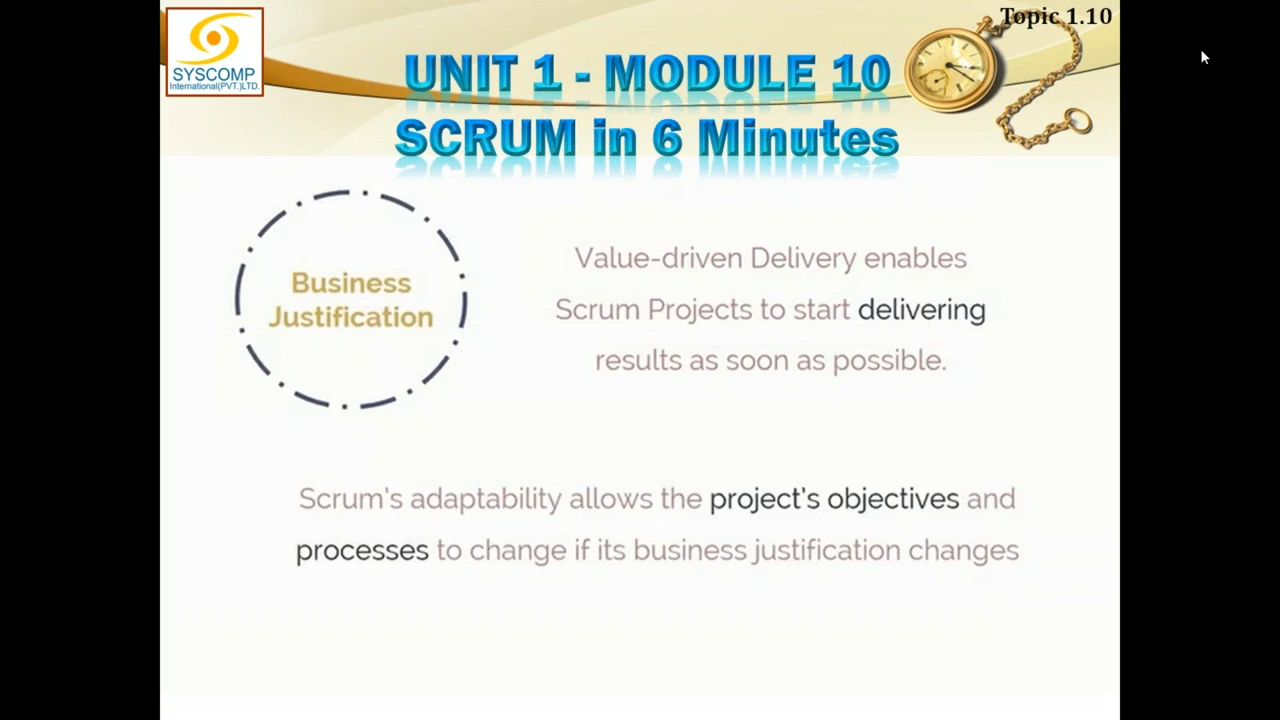 Topic 1.10
SYSCOMP
International(PVT.)LTD.
UNIT 1 - MODULE 10
SCRUM in 6 Minutes
Business
Justification
Value-driven Delivery enables
Scrum Projects to start delivering
results as soon as possible.
Scrum's adaptability allows the project's objectives and
processes to change if its business justification changes